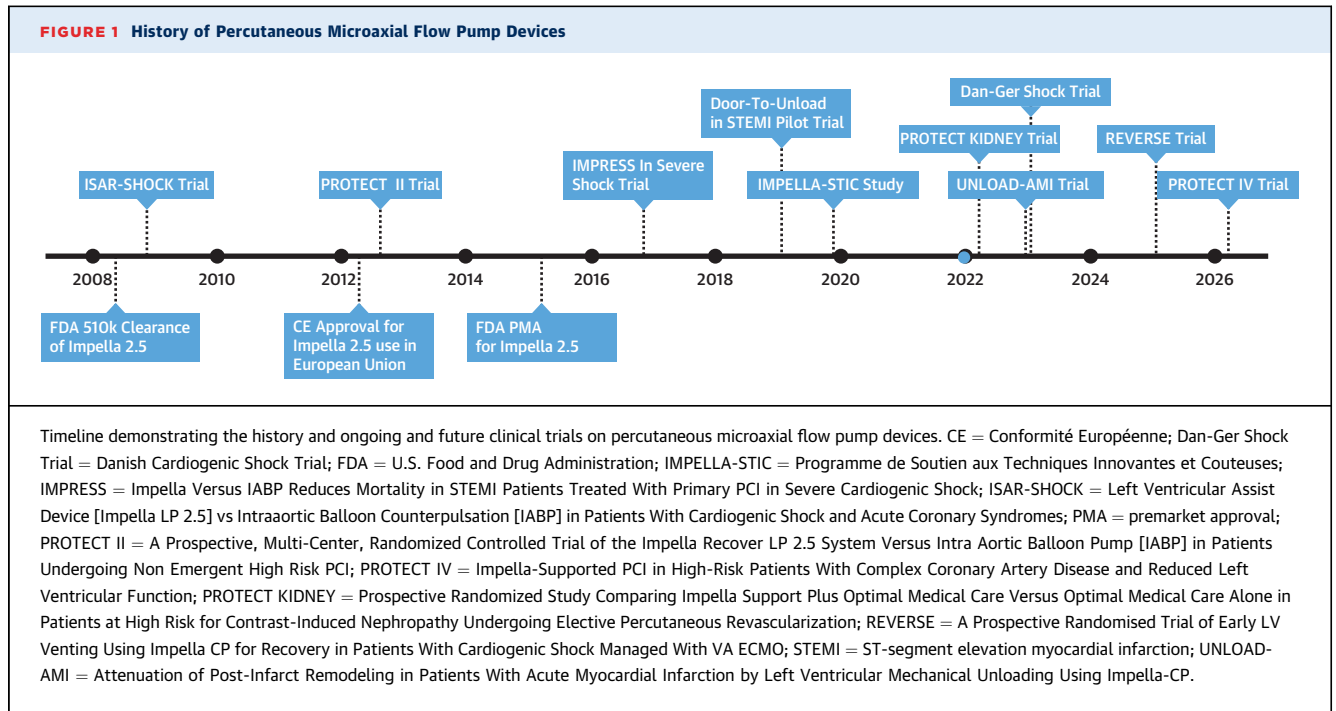 FIGURE 1 History of Percutaneous Microaxial Flow Pump Devices
Dan-Ger Shock Trial
Door-To-Unload
in STEMI Pilot Trial
PROTECT KIDNEY Trial
REVERSE Trial
IMPRESS In Severe
Shock Trial
ISAR-SHOCK Trial
PROTECT II Trial
IMPELLA-STIC Study
UNLOAD-AMI Trial
PROTECT IV Trial
2008
2010
2012
2014
2016
2018
2020
2022
2024
2026
FDA 510k Clearance
of Impella 2.5
CE Approval for
Impella 2.5 use in
European Union
FDA PMA
for Impella 2.5
Timeline demonstrating the history and ongoing and future clinical trials on percutaneous microaxial flow pump devices. CE = Conformité Européenne; Dan-Ger Shock
Trial = Danish Cardiogenic Shock Trial; FDA = U.S. Food and Drug Administration; IMPELLA-STIC = Programme de Soutien aux Techniques Innovantes et Couteuses;
IMPRESS = Impella Versus IABP Reduces Mortality in STEMI Patients Treated With Primary PCI in Severe Cardiogenic Shock; ISAR-SHOCK = Left Ventricular Assist
Device [Impella LP 2.5] vs Intraaortic Balloon Counterpulsation [IABP] in Patients With Cardiogenic Shock and Acute Coronary Syndromes; PMA = premarket approval;
PROTECT II = A Prospective, Multi-Center, Randomized Controlled Trial of the Impella Recover LP 2.5 System Versus Intra Aortic Balloon Pump [IABP] in Patients
Undergoing Non Emergent High Risk PCI; PROTECT IV = Impella-Supported PCI in High-Risk Patients With Complex Coronary Artery Disease and Reduced Left
Ventricular Function; PROTECT KIDNEY = Prospective Randomized Study Comparing Impella Support Plus Optimal Medical Care Versus Optimal Medical Care Alone in
Patients at High Risk for Contrast-Induced Nephropathy Undergoing Elective Percutaneous Revascularization; REVERSE = A Prospective Randomised Trial of Early LV
Venting Using Impella CP for Recovery in Patients With Cardiogenic Shock Managed With VA ECMO; STEMI = ST-segment elevation myocardial infarction; UNLOAD-
AMI = Attenuation of Post-Infarct Remodeling in Patients With Acute Myocardial Infarction by Left Ventricular Mechanical Unloading Using Impella-CP.